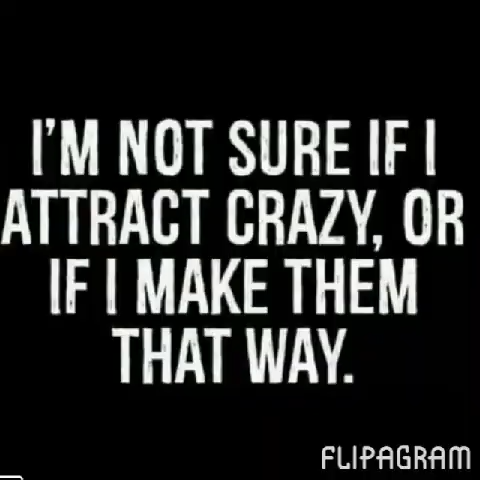 I'M NOT SURE IF I
ATTRACT CRAZY, OR
IF I MAKE THEM
THAT WAY.
FLIPAGRAM